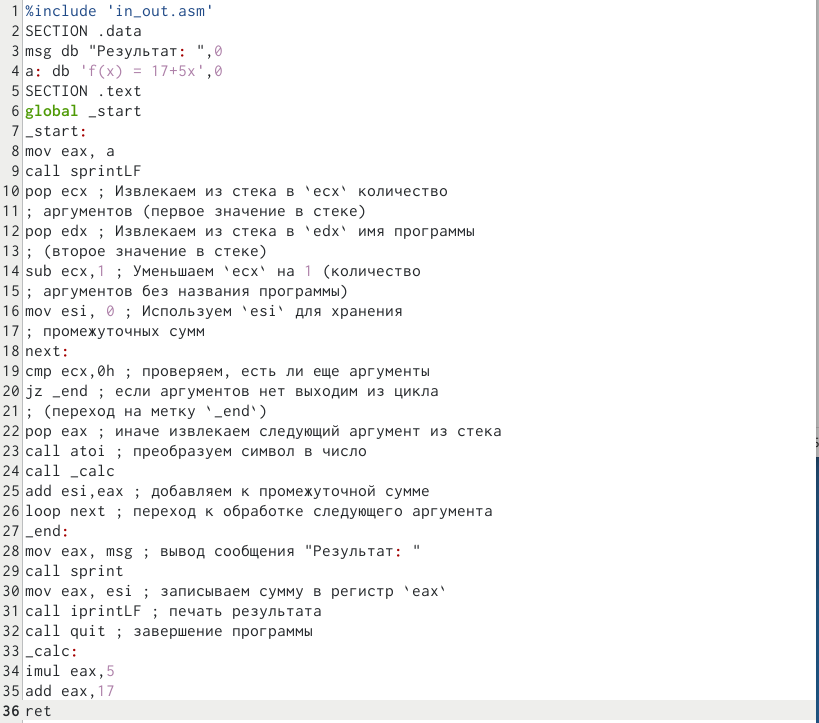 1 %include 'in_out.asm'
2 SECTION .data
3 msg db "Результат: ",0
4 a: db 'f(x) = 17+5x',0
5 SECTION .text
6 global _start
7 _start:
8 mov eax, a
9 call sprintLF
10 pop ecx ; Извлекаем из стека в `ecx` количество
11 ; аргументов (первое значение в стеке)
12 pop edx ; Извлекаем из стека в `edx` имя программы
13 ; (второе значение в стеке)
14 sub ecx,1 ; Уменьшаем `ecx` на 1 (количество
15 ; аргументов без названия программы)
16 mov esi, 0 ; Используем `esi` для хранения
17 ; промежуточных сумм
18 next:
19 cmp ecx,0h ; проверяем, есть ли еще аргументы
20 jz _end ; если аргументов нет выходим из цикла
21 ; (переход на метку `_end`)
22 pop eax ; иначе извлекаем следующий аргумент из стека
23 call atoi ; преобразуем символ в число
24 call _calc
25 add esi,eax ; добавляем к промежуточной сумме
26 loop next ; переход к обработке следующего аргумента
27 _end:
28 mov eax, msg ; вывод сообщения "Результат: "
29 call sprint
30 mov eax, esi ; записываем сумму в регистр `eax`
31 call iprintLF ; печать результата
32 call quit ; завершение программы
33 _calc:
34 imul eax,5
35 add eax,17
36 ret